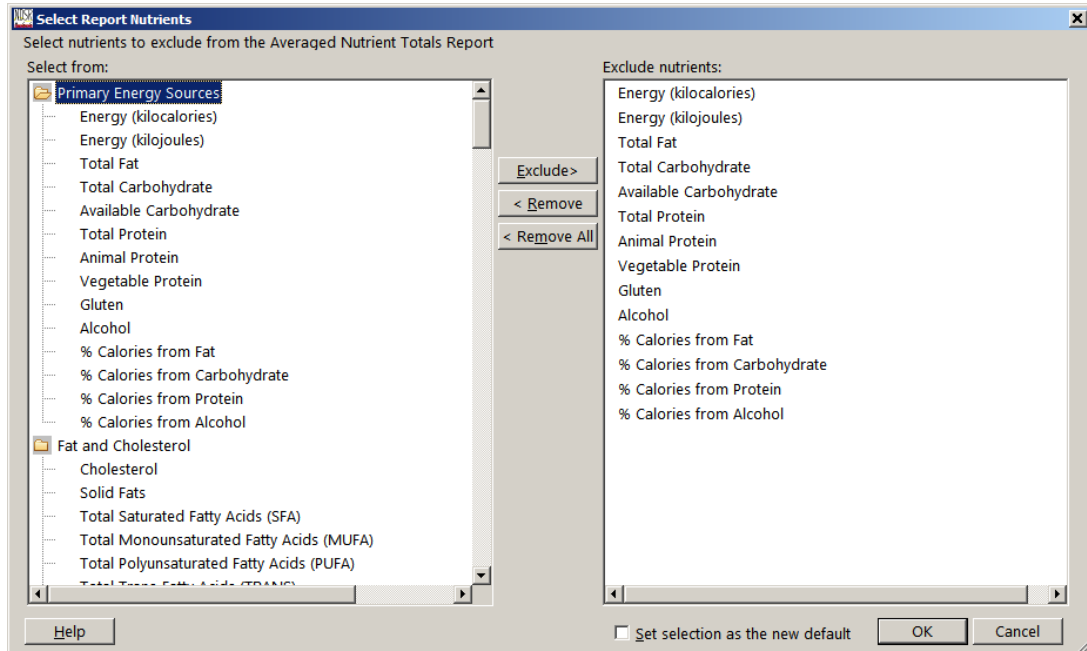 Select Report Nutrients
Select nutrients to exclude from the Averaged Nutrient Totals Report
Select from:
Primary Energy Sources
Energy (kilocalories)
Energy (kilojoules)
Total Fat
Total Carbohydrate
Available Carbohydrate
Total Protein
Animal Protein
Vegetable Protein
Gluten
Alcohol
% Calories from Fat
% Calories from Carbohydrate
% Calories from Protein
% Calories from Alcohol
Fat and Cholesterol
Cholesterol
Solid Fats
Total Saturated Fatty Acids (SFA)
Total Monounsaturated Fatty Acids (MUFA)
Total Polyunsaturated Fatty Acids (PUFA)
Total Trans Fatty Acids (TRANS)
Exclude>
< Remove
< Remove All
Exclude nutrients:
Energy (kilocalories)
Energy (kilojoules)
Total Fat
Total Carbohydrate
Available Carbohydrate
Total Protein
Animal Protein
Vegetable Protein
Gluten
Alcohol
% Calories from Fat
% Calories from Carbohydrate
% Calories from Protein
% Calories from Alcohol
Help
Set selection as the new default
OK
Cancel